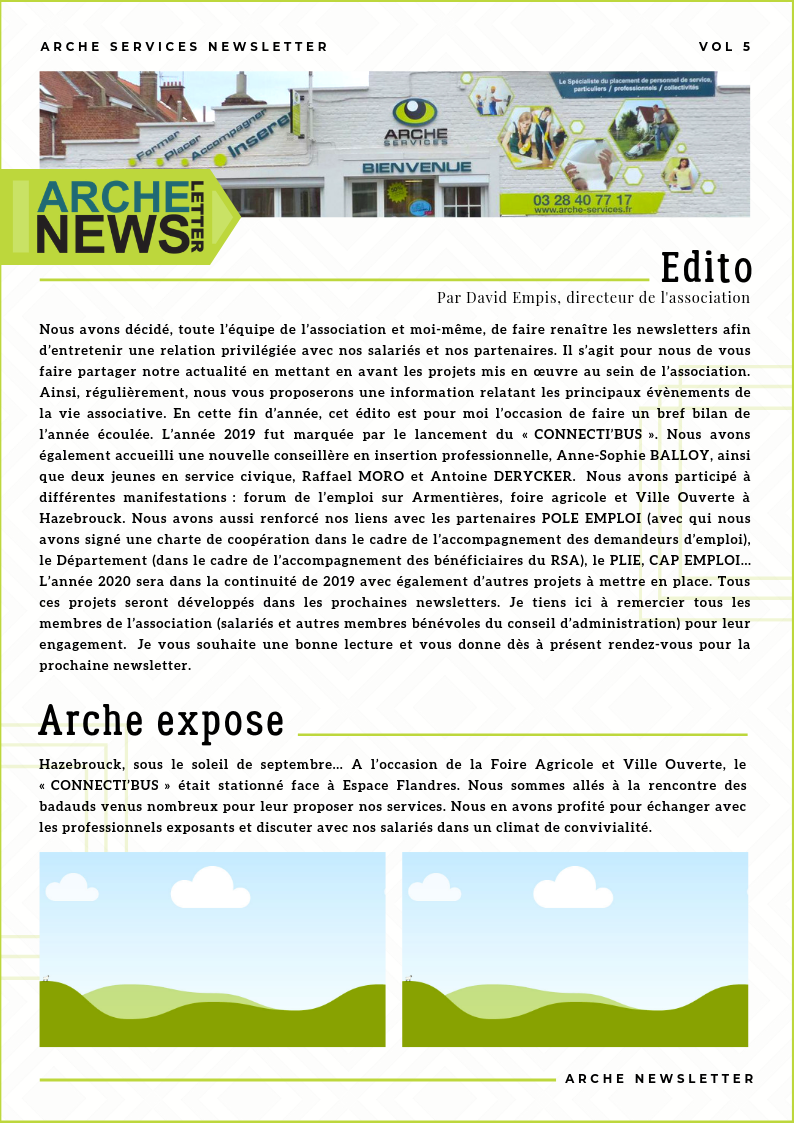 ARCHE SERVICES NEWSLETTER
VOL 5
Former
Placer
Accompagner
Inserer
ARCHE
SERVICES
BIENVENUE
Le Spécialiste du placement de personnel de service,
particuliers / professionnels / collectivités
03 28 40 77 17
www.arche-services.fr
ARCHE
NEWS
LETTER
Edito
Par David Empis, directeur de l'association
Nous avons décidé, toute l’équipe de l’association et moi-même, de faire renaître les newsletters afin
d’entretenir une relation privilégiée avec nos salariés et nos partenaires. Il s’agit pour nous de vous
faire partager notre actualité en mettant en avant les projets mis en œuvre au sein de l’association.
Ainsi, régulièrement, nous vous proposerons une information relatant les principaux évènements de
la vie associative. En cette fin d’année, cet édito est pour moi l’occasion de faire un bref bilan de
l’année écoulée. L’année 2019 fut marquée par le lancement du « CONNECTI’BUS ». Nous avons
également accueilli une nouvelle conseillère en insertion professionnelle, Anne-Sophie BALLOY, ainsi
que deux jeunes en service civique, Raffael MORO et Antoine DERYCKER. Nous avons participé à
différentes manifestations : forum de l’emploi sur Armentières, foire agricole et Ville Ouverte à
Hazebrouck. Nous avons aussi renforcé nos liens avec les partenaires POLE EMPLOI (avec qui nous
avons signé une charte de coopération dans le cadre de l’accompagnement des demandeurs d’emploi),
le Département (dans le cadre de l’accompagnement des bénéficiaires du RSA), le PLIE, CAP EMPLOI…
L’année 2020 sera dans la continuité de 2019 avec également d’autres projets à mettre en place. Tous
ces projets seront développés dans les prochaines newsletters. Je tiens ici à remercier tous les
membres de l’association (salariés et autres membres bénévoles du conseil d’administration) pour leur
engagement. Je vous souhaite une bonne lecture et vous donne dès à présent rendez-vous pour la
prochaine newsletter.
Arche expose
Hazebrouck, sous le soleil de septembre… A l’occasion de la Foire Agricole et Ville Ouverte, le
« CONNECTI’BUS » était stationné face à Espace Flandres. Nous sommes allés à la rencontre des
badauds venus nombreux pour leur proposer nos services. Nous en avons profité pour échanger avec
les professionnels exposants et discuter avec nos salariés dans un climat de convivialité.
ARCHE NEWSLETTER